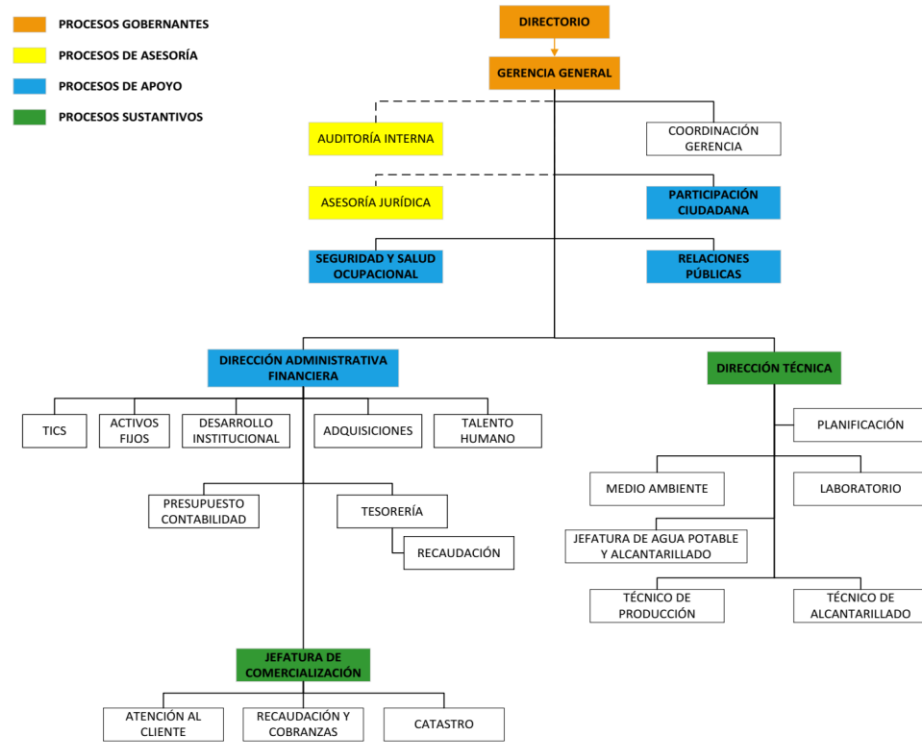 PROCESOS GOBERNANTES
PROCESOS DE ASESORÍA
PROCESOS DE APOYO
PROCESOS SUSTANTIVOS
DIRECTORIO
GERENCIA GENERAL
AUDITORÍA INTERNA
COORDINACIÓN
GERENCIA
ASESORÍA JURÍDICA
PARTICIPACIÓN
CIUDADANA
SEGURIDAD Y SALUD
OCUPACIONAL
RELACIONES
PÚBLICAS
DIRECCIÓN ADMINISTRATIVA
FINANCIERA
DIRECCIÓN TÉCNICA
TICS
ACTIVOS
FIJOS
DESARROLLO
INSTITUCIONAL
ADQUISICIONES
TALENTO
HUMANO
PLANIFICACIÓN
PRESUPUESTO
CONTABILIDAD
TESORERÍA
RECAUDACIÓN
MEDIO AMBIENTE
LABORATORIO
JEFATURA DE AGUA POTABLE
Y ALCANTARILLADO
TÉCNICO DE
PRODUCCIÓN
TÉCNICO DE
ALCANTARILLADO
JEFATURA DE
COMERCIALIZACIÓN
ATENCIÓN AL
CLIENTE
RECAUDACIÓN Y
COBRANZAS
CATASTRO